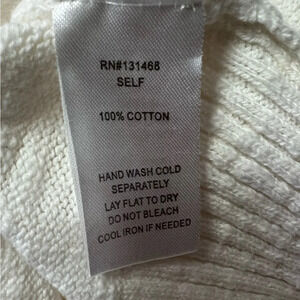 RN#131468
SELF
100% COTTON
HAND WASH COLD
SEPARATELY
LAY FLAT TO DRY
DO NOT BLEACH
COOL IRON IF NEEDED